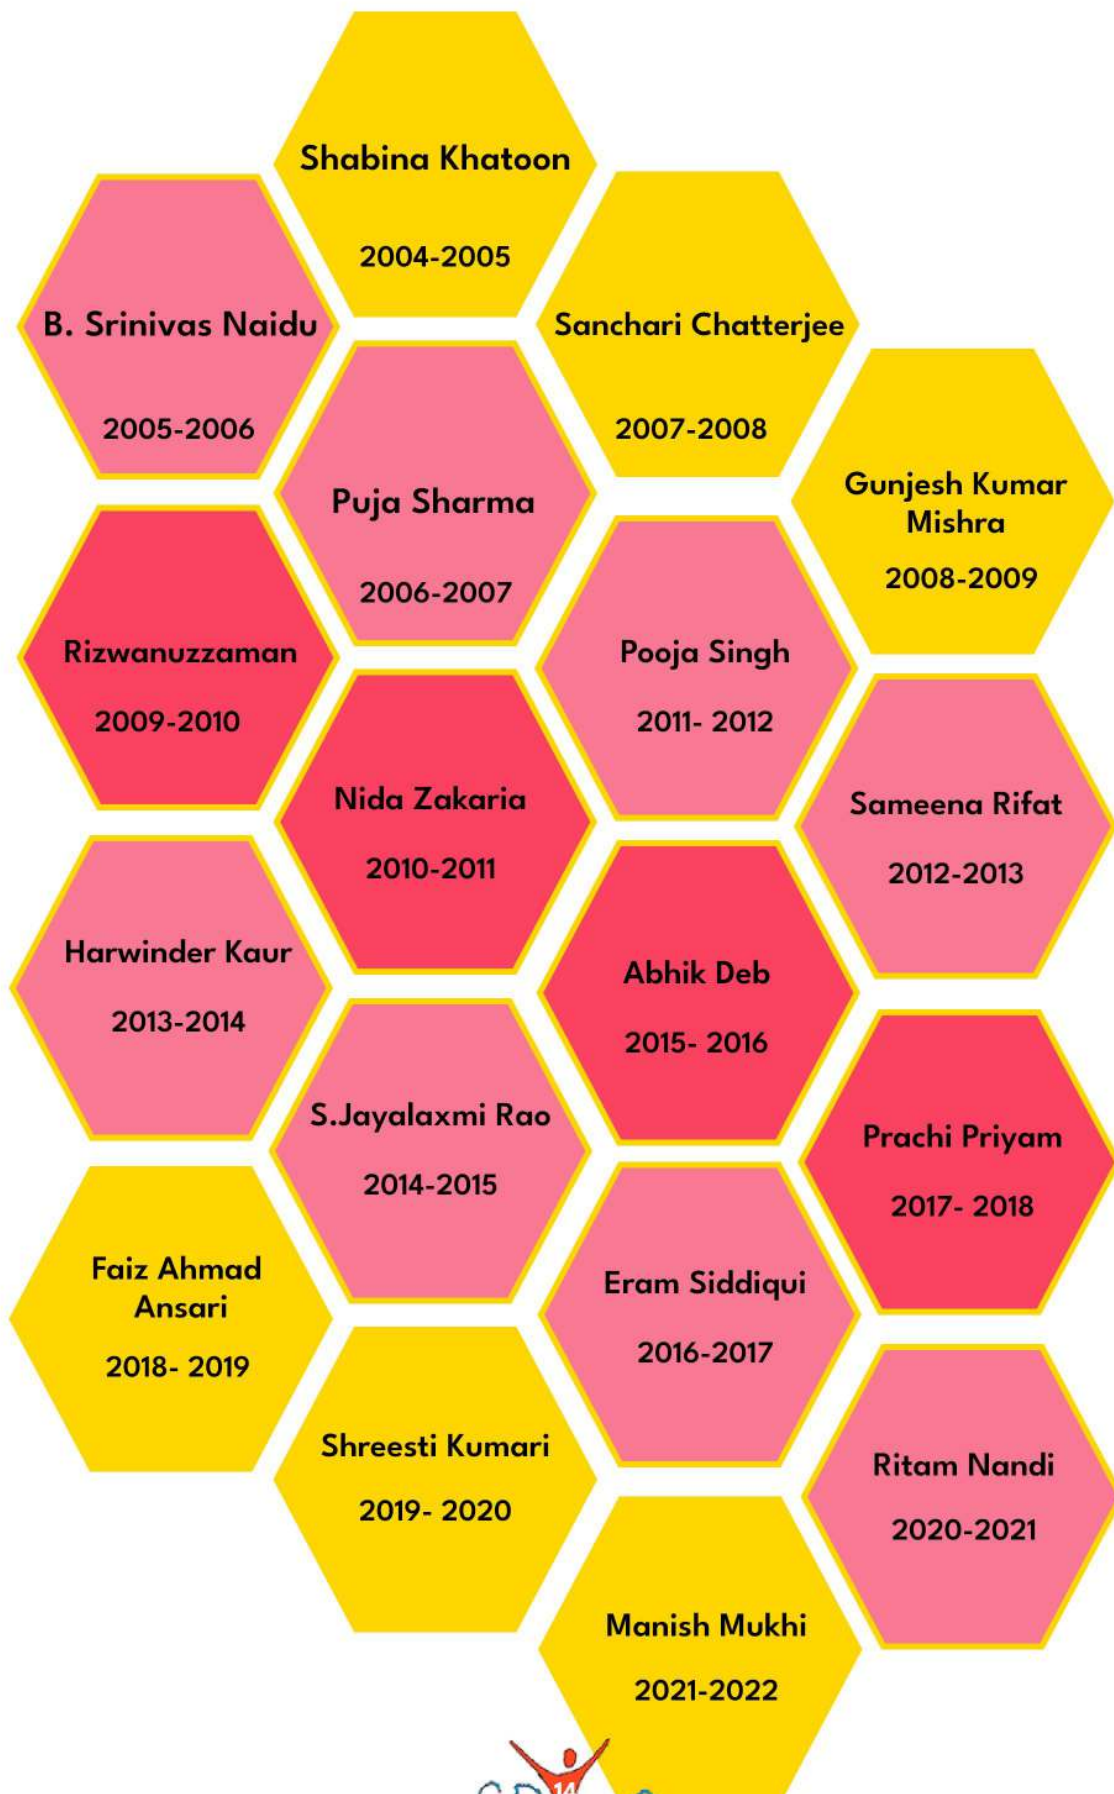 Shabina Khatoon
2004-2005
B. Srinivas Naidu
2005-2006
Puja Sharma
2006-2007
Sanchari Chatterjee
2007-2008
Gunjesh Kumar
Mishra
2008-2009
Rizwanuzzaman
2009-2010
Nida Zakaria
2010-2011
Pooja Singh
2011- 2012
Sameena Rifat
2012-2013
Harwinder Kaur
2013-2014
S.Jayalaxmi Rao
2014-2015
Abhik Deb
2015- 2016
Eram Siddiqui
2016-2017
Prachi Priyam
2017- 2018
Faiz Ahmad
Ansari
2018- 2019
Shreesti Kumari
2019- 2020
Ritam Nandi
2020-2021
Manish Mukhi
2021-2022
14